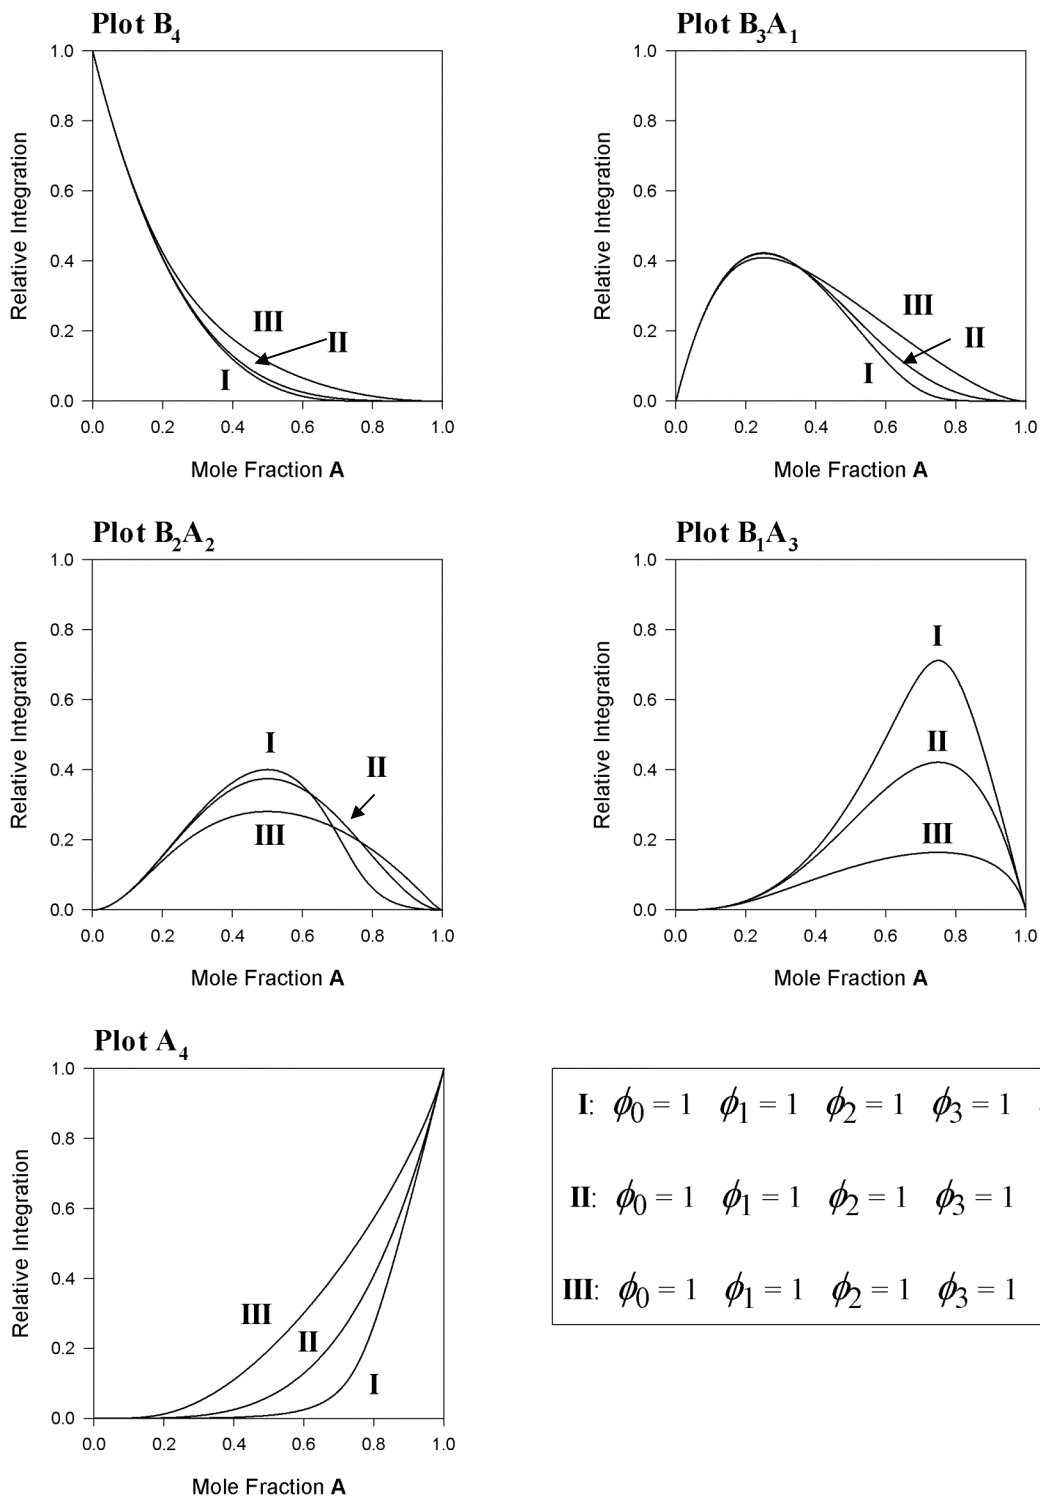 Plot B₄
1.0
0.8
0.6
0.4
0.2
0.0
Relative Integration
III
II
I
0.0 0.2 0.4 0.6 0.8 1.0
Mole Fraction A
Plot B₃A₁
1.0
0.8
0.6
0.4
0.2
0.0
Relative Integration
III
II
I
0.0 0.2 0.4 0.6 0.8 1.0
Mole Fraction A
Plot B₂A₂
1.0
0.8
0.6
0.4
0.2
0.0
Relative Integration
I
II
III
0.0 0.2 0.4 0.6 0.8 1.0
Mole Fraction A
Plot B₁A₃
1.0
0.8
0.6
0.4
0.2
0.0
Relative Integration
I
II
III
0.0 0.2 0.4 0.6 0.8 1.0
Mole Fraction A
Plot A₄
1.0
0.8
0.6
0.4
0.2
0.0
Relative Integration
III
II
I
0.0 0.2 0.4 0.6 0.8 1.0
Mole Fraction A
I: ϕ₀ = 1 ϕ₁ = 1 ϕ₂ = 1 ϕ₃ = 1
II: ϕ₀ = 1 ϕ₁ = 1 ϕ₂ = 1 ϕ₃ = 1
III: ϕ₀ = 1 ϕ₁ = 1 ϕ₂ = 1 ϕ₃ = 1